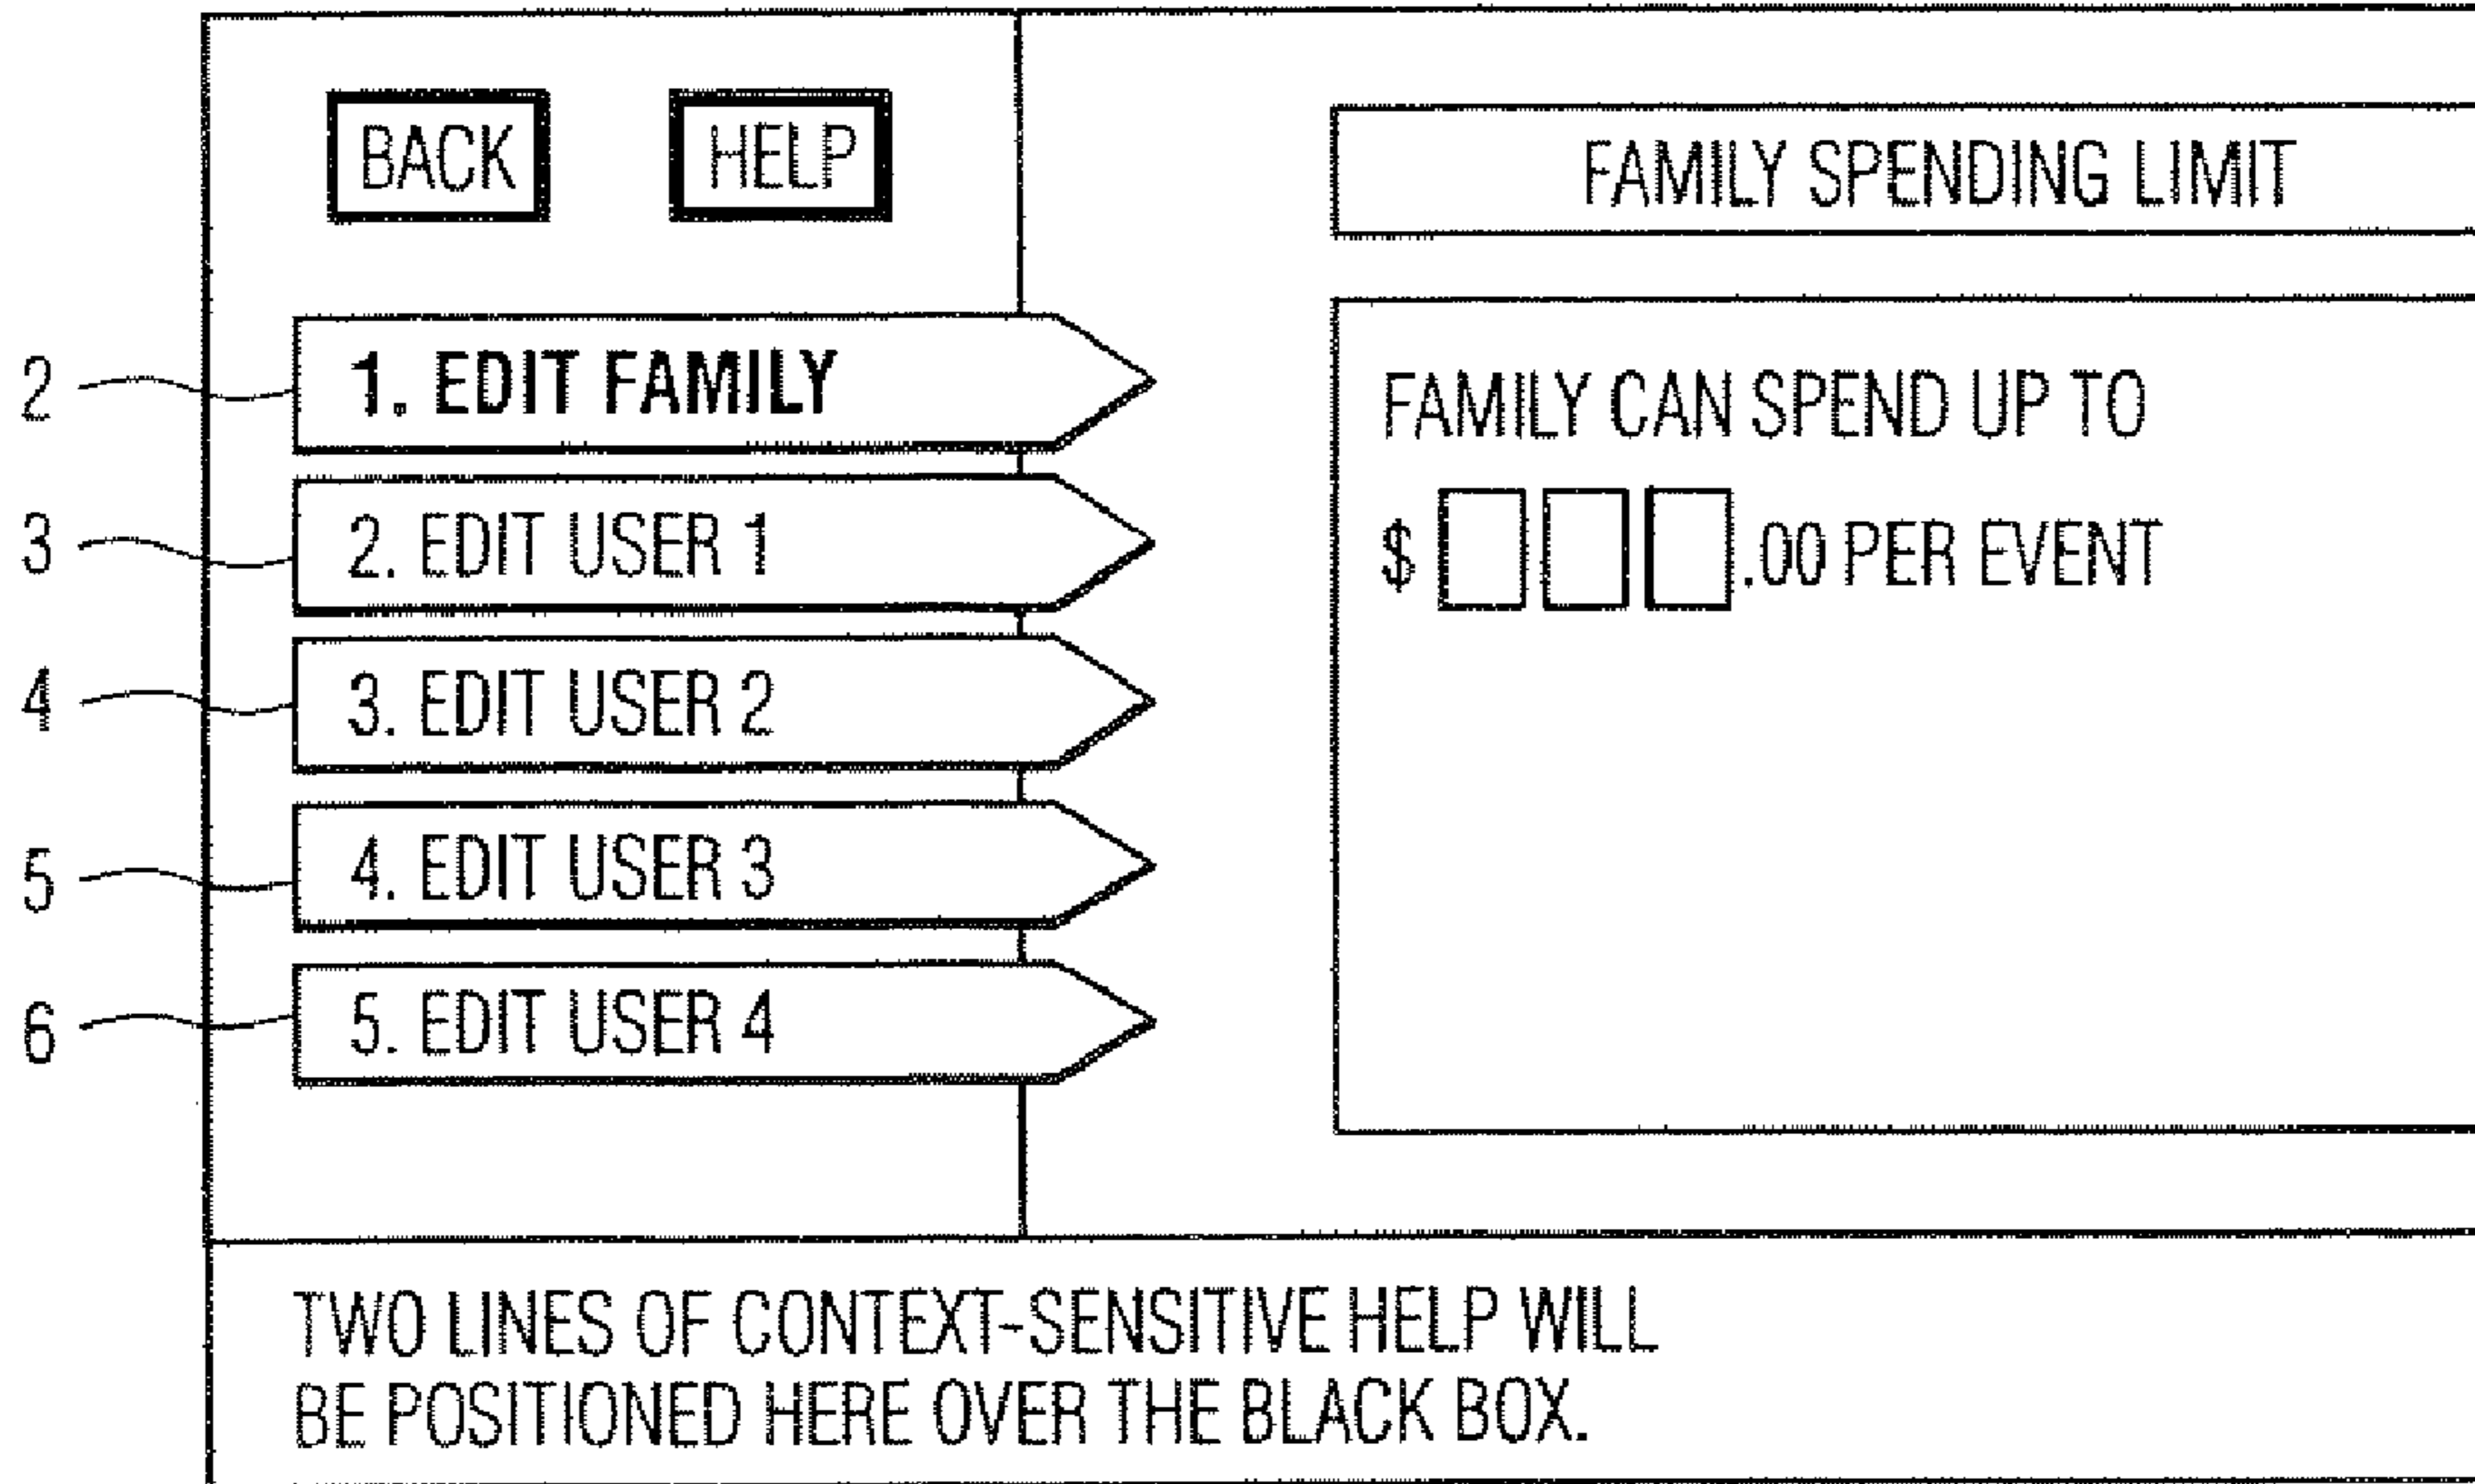 BACK HELP
FAMILY SPENDING LIMIT
2 1. EDIT FAMILY
3 2. EDIT USER 1
4 3. EDIT USER 2
5 4. EDIT USER 3
6 5. EDIT USER 4
FAMILY CAN SPEND UP TO
$ .00 PER EVENT
TWO LINES OF CONTEXT-SENSITIVE HELP WILL
BE POSITIONED HERE OVER THE BLACK BOX.